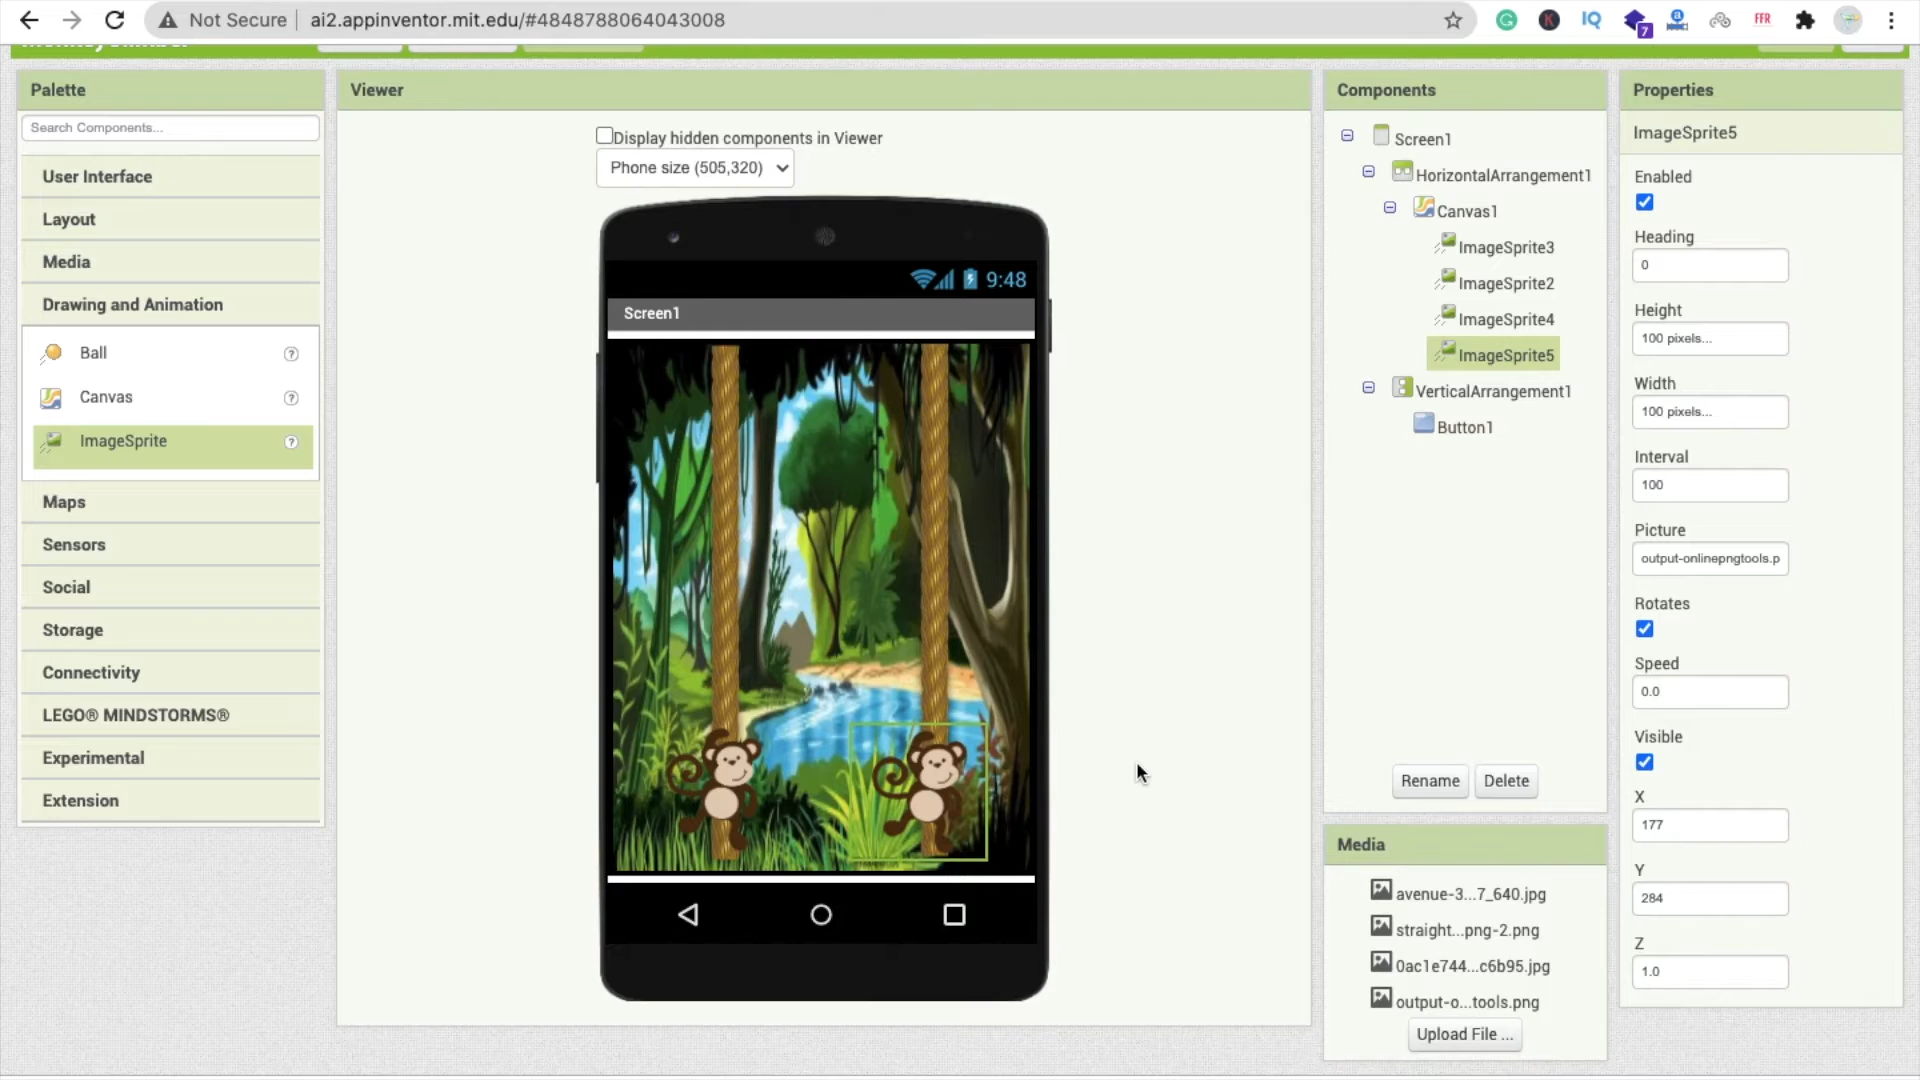 Not Secure
ai2.appinventor.mit.edu/#4848788064043008
IQ
7
FFR
Palette
Search Components...
User Interface
Layout
Media
Drawing and Animation
Ball
?
Canvas
?
ImageSprite
?
Maps
Sensors
Social
Storage
Connectivity
LEGO® MINDSTORMS®
Experimental
Extension
Viewer
Display hidden components in Viewer
Phone size (505,320)
9:48
Screen1
Components
Screen1
HorizontalArrangement1
Canvas1
ImageSprite3
ImageSprite2
ImageSprite4
ImageSprite5
VerticalArrangement1
Button1
Rename
Delete
Media
avenue-3...7_640.jpg
straight...png-2.png
0ac1e744...c6b95.jpg
output-o...tools.png
Upload File ...
Properties
ImageSprite5
Enabled
Heading
0
Height
100 pixels...
Width
100 pixels...
Interval
100
Picture
output-onlinepngtools.p
Rotates
Speed
0.0
Visible
X
177
Y
284
Z
1.0